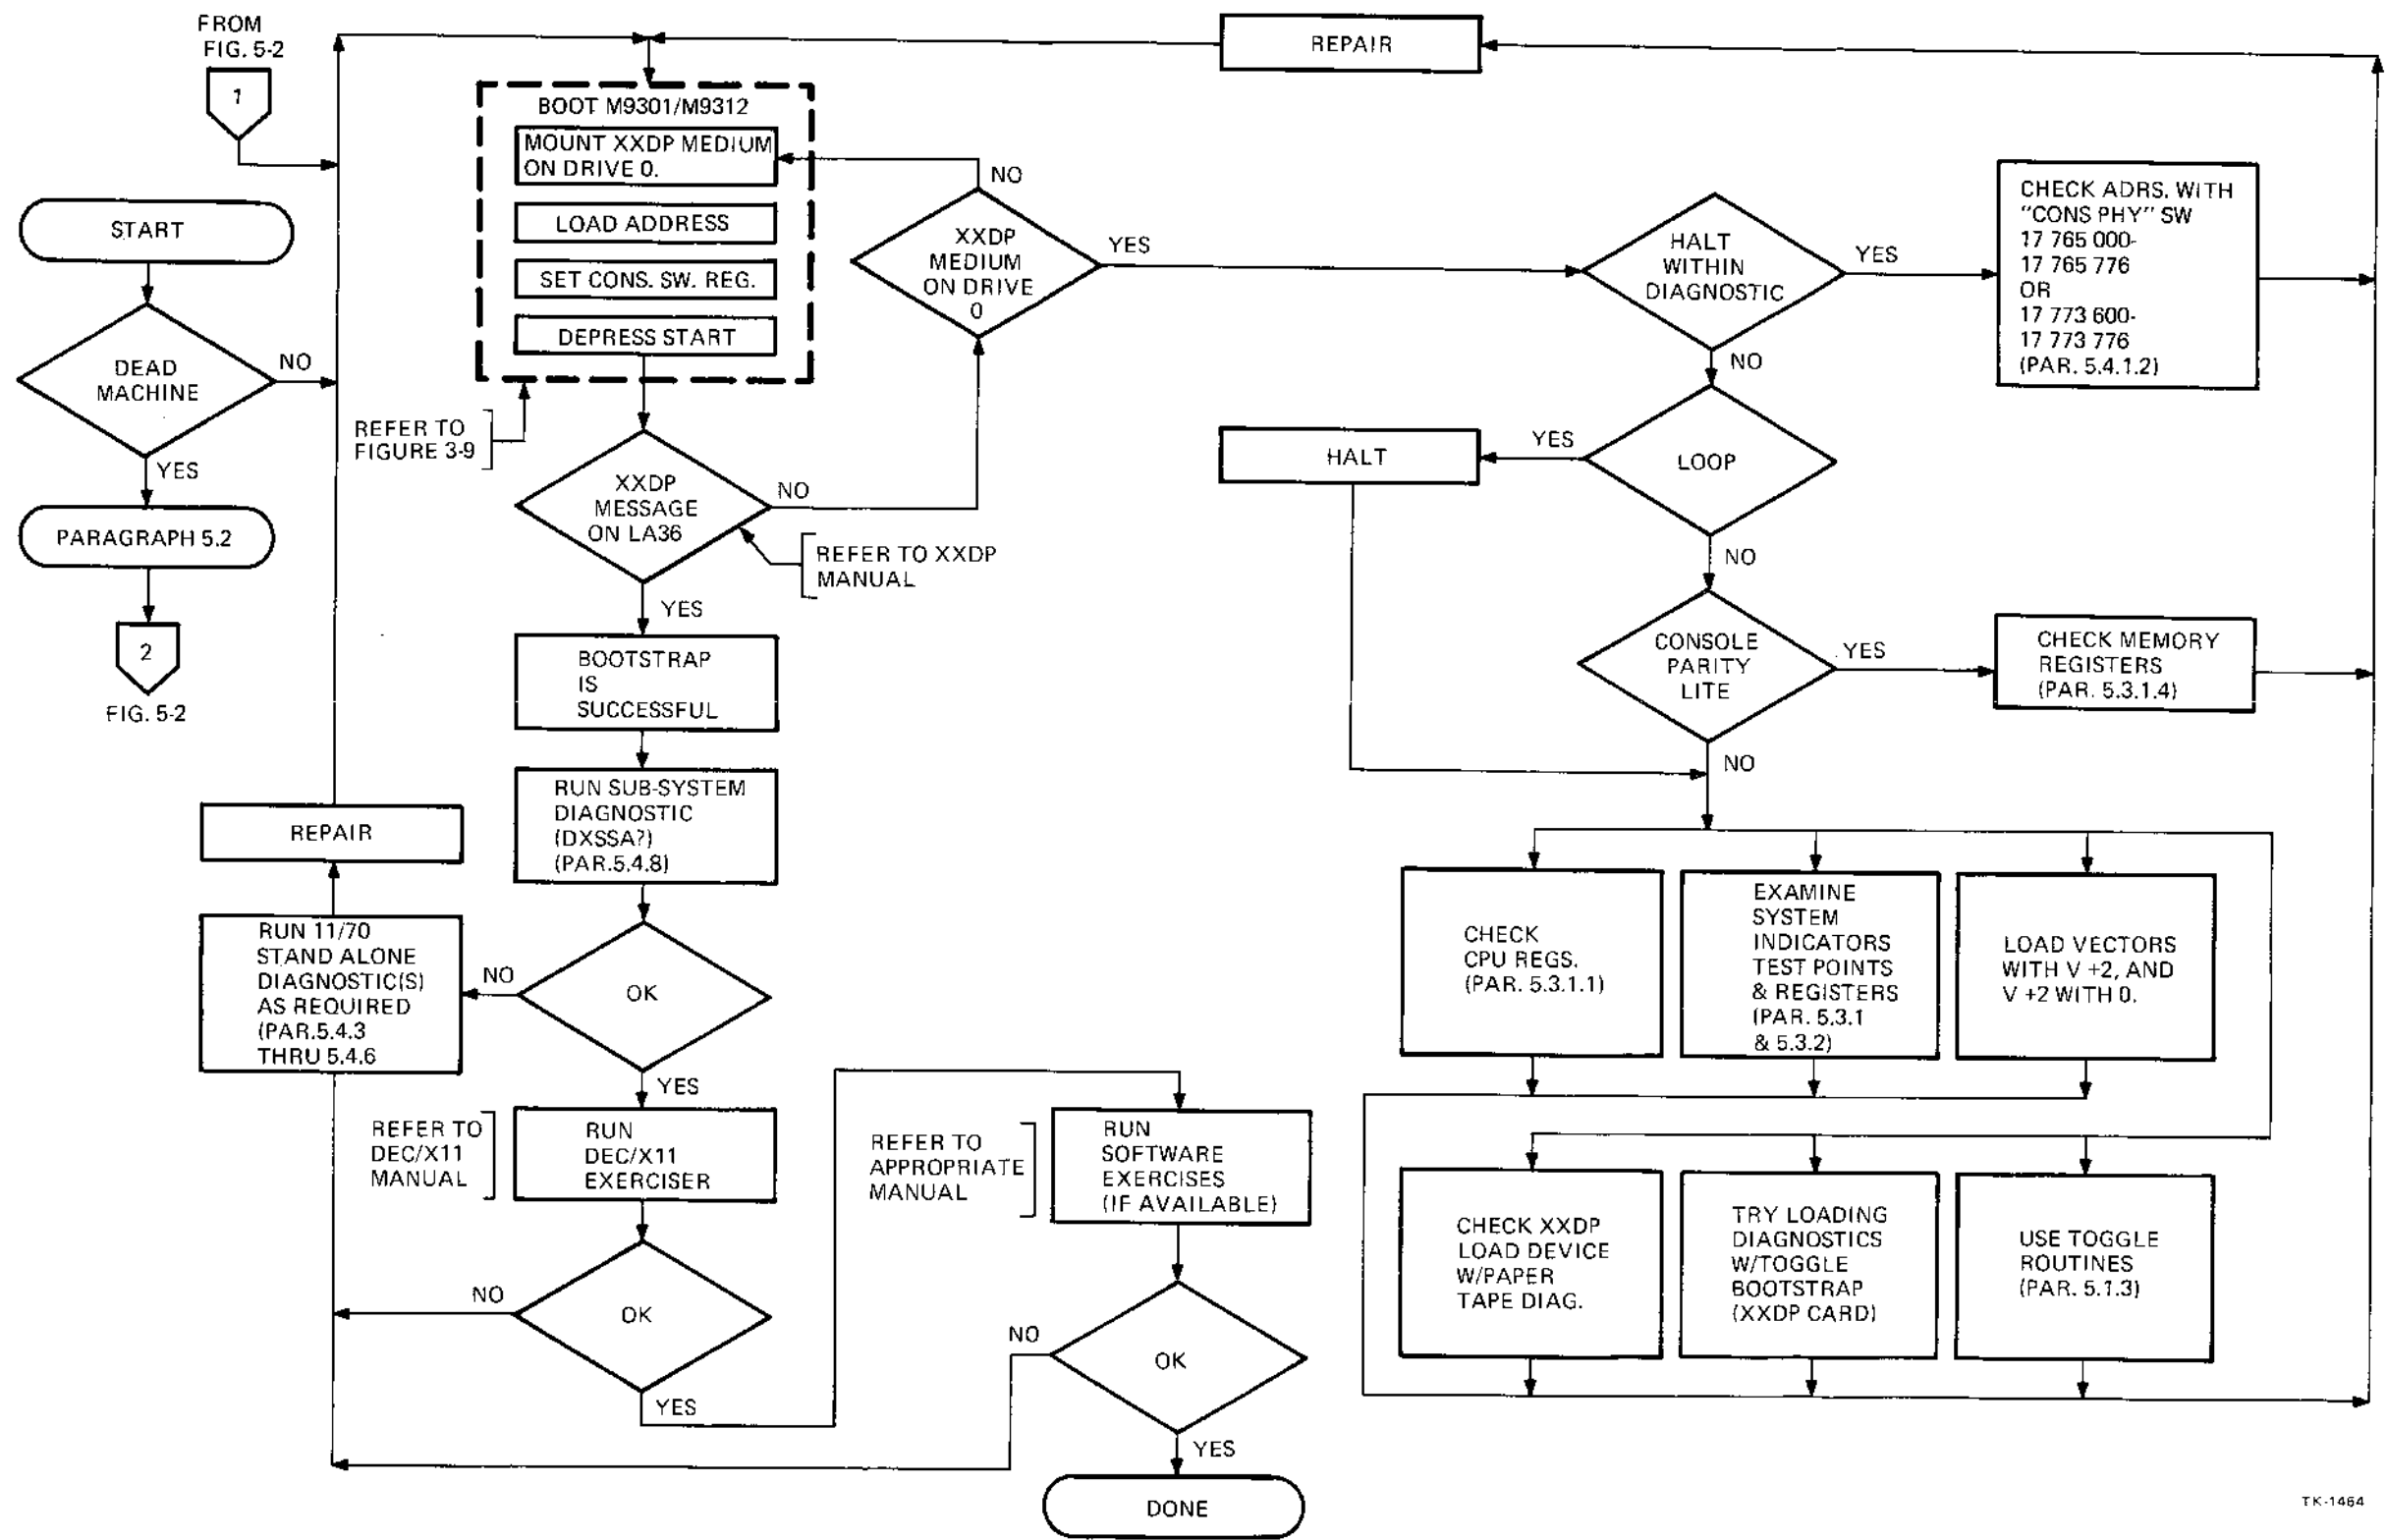 FROM
FIG. 5-2
1
START
DEAD
MACHINE
NO
YES
PARAGRAPH 5.2
2
FIG. 5-2
REPAIR
BOOT M9301/M9312
MOUNT XXDP MEDIUM
ON DRIVE 0.
LOAD ADDRESS
SET CONS. SW. REG.
DEPRESS START
REFER TO
FIGURE 3-9
XXDP
MESSAGE
ON LA36
NO
YES
REFER TO XXDP
MANUAL
XXDP
MEDIUM
ON DRIVE
0
NO
YES
BOOTSTRAP
IS
SUCCESSFUL
RUN SUB-SYSTEM
DIAGNOSTIC
(DXSSA?)
(PAR.5.4.8)
OK
NO
YES
REPAIR
RUN 11/70
STAND ALONE
DIAGNOSTIC(S)
AS REQUIRED
(PAR.5.4.3
THRU 5.4.6
REFER TO
DEC/X11
MANUAL
RUN
DEC/X11
EXERCISER
OK
NO
YES
REFER TO
APPROPRIATE
MANUAL
RUN
SOFTWARE
EXERCISES
(IF AVAILABLE)
OK
NO
YES
DONE
HALT
WITHIN
DIAGNOSTIC
YES
NO
CHECK ADRS. WITH
"CONS PHY" SW
17 765 000-
17 765 776
OR
17 773 600-
17 773 776
(PAR. 5.4.1.2)
LOOP
YES
NO
HALT
CONSOLE
PARITY
LITE
YES
NO
CHECK MEMORY
REGISTERS
(PAR. 5.3.1.4)
CHECK
CPU REGS.
(PAR. 5.3.1.1)
EXAMINE
SYSTEM
INDICATORS
TEST POINTS
& REGISTERS
(PAR. 5.3.1
& 5.3.2)
LOAD VECTORS
WITH V +2, AND
V +2 WITH 0.
CHECK XXDP
LOAD DEVICE
W/PAPER
TAPE DIAG.
TRY LOADING
DIAGNOSTICS
W/TOGGLE
BOOTSTRAP
(XXDP CARD)
USE TOGGLE
ROUTINES
(PAR. 5.1.3)
TK-1464